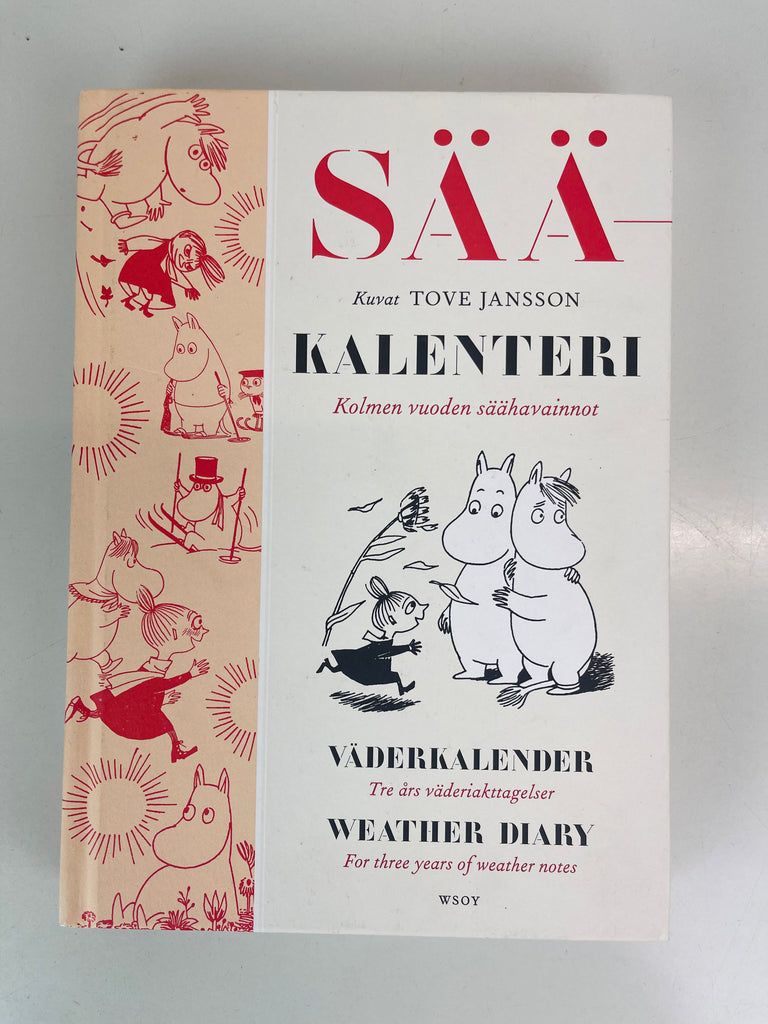 SÄÄ-
Kuvat TOVE JANSSON
KALENTERI
Kolmen vuoden säähavainnot
VÄDERKALENDER
Tre års väderiakttagelser
WEATHER DIARY
For three years of weather notes
WSOY